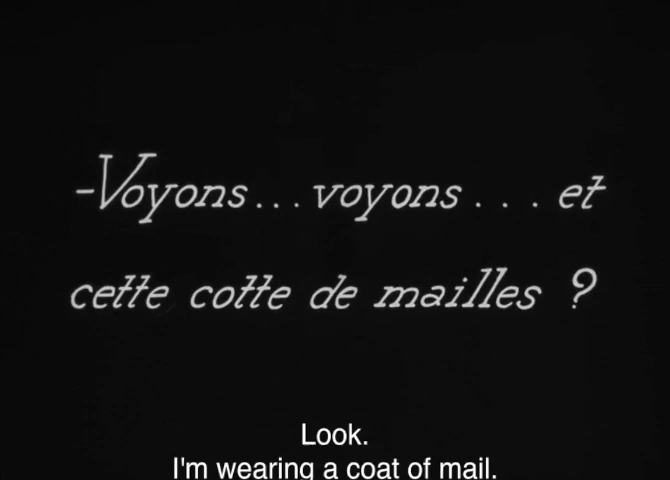 -Voyons... voyons... et
cette cotte de mailles ?
Look.
I'm wearing a coat of mail.